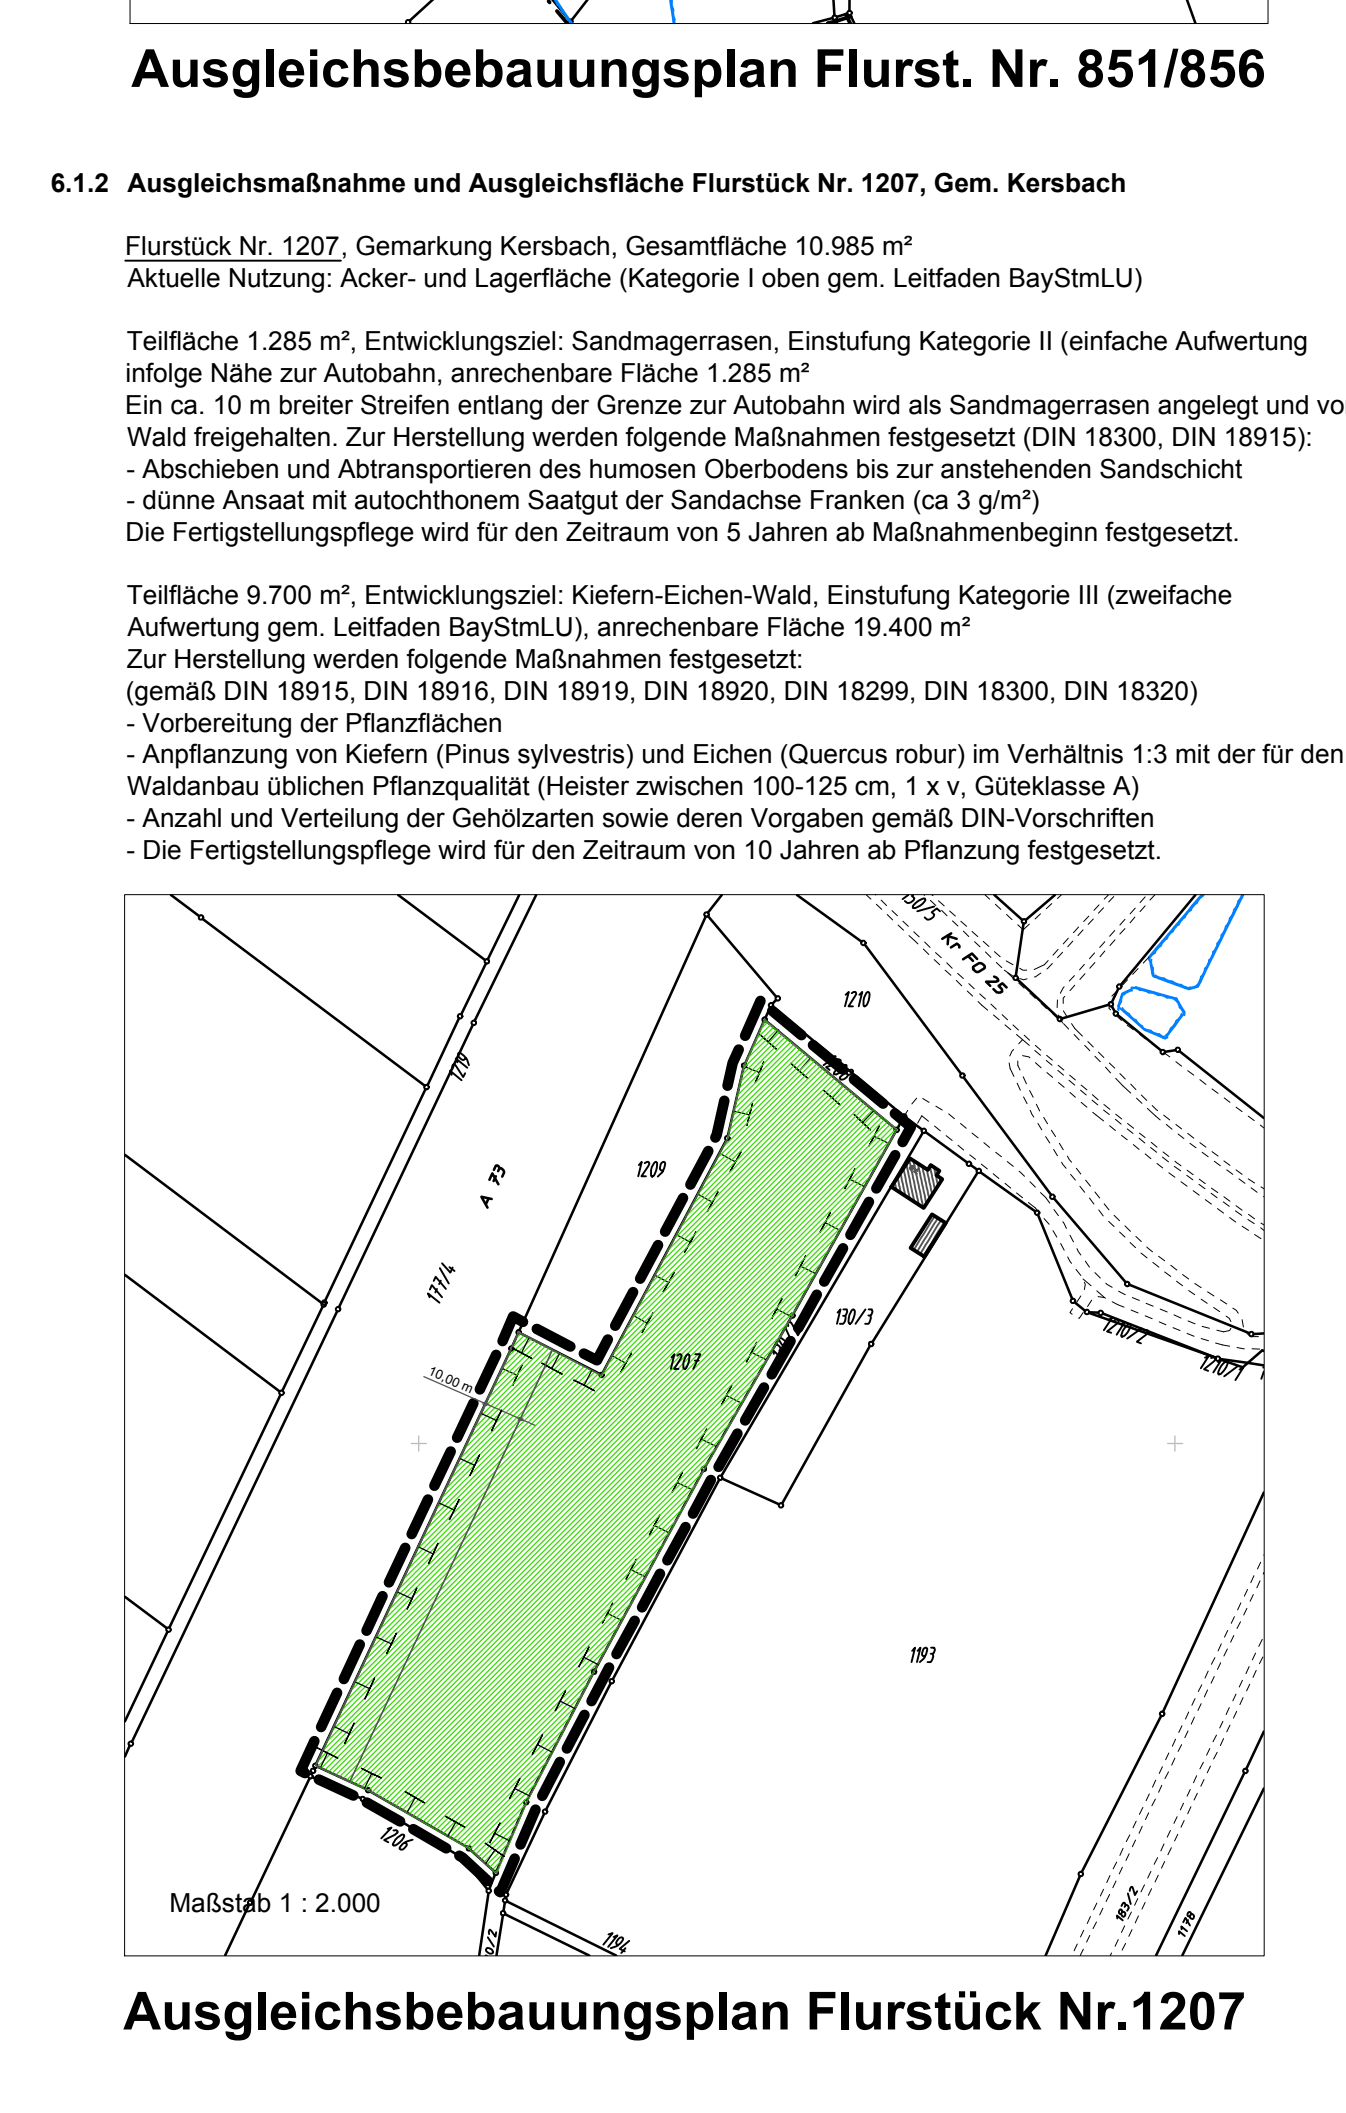 Ausgleichsbebauungsplan Flurst. Nr. 851/856
6.1.2 Ausgleichsmaßnahme und Ausgleichsfläche Flurstück Nr. 1207, Gem. Kersbach
Flurstück Nr. 1207, Gemarkung Kersbach, Gesamtfläche 10.985 m²
Aktuelle Nutzung: Acker- und Lagerfläche (Kategorie I oben gem. Leitfaden BayStmLU)
Teilfläche 1.285 m², Entwicklungsziel: Sandmagerrasen, Einstufung Kategorie II (einfache Aufwertung
infolge Nähe zur Autobahn, anrechenbare Fläche 1.285 m²
Ein ca. 10 m breiter Streifen entlang der Grenze zur Autobahn wird als Sandmagerrasen angelegt und
Wald freigehalten. Zur Herstellung werden folgende Maßnahmen festgesetzt (DIN 18300, DIN 18915):
- Abschieben und Abtransportieren des humosen Oberbodens bis zur anstehenden Sandschicht
- dünne Ansaat mit autochthonem Saatgut der Sandachse Franken (ca 3 g/m²)
Die Fertigstellungspflege wird für den Zeitraum von 5 Jahren ab Maßnahmenbeginn festgesetzt.
Teilfläche 9.700 m², Entwicklungsziel: Kiefern-Eichen-Wald, Einstufung Kategorie III (zweifache
Aufwertung gem. Leitfaden BayStmLU), anrechenbare Fläche 19.400 m²
Zur Herstellung werden folgende Maßnahmen festgesetzt:
(gemäß DIN 18915, DIN 18916, DIN 18919, DIN 18920, DIN 18299, DIN 18300, DIN 18320)
- Vorbereitung der Pflanzflächen
- Anpflanzung von Kiefern (Pinus sylvestris) und Eichen (Quercus robur) im Verhältnis 1:3 mit der für den
Waldanbau üblichen Pflanzqualität (Heister zwischen 100-125 cm, 1 x v, Güteklasse A)
- Anzahl und Verteilung der Gehölzarten sowie deren Vorgaben gemäß DIN-Vorschriften
- Die Fertigstellungspflege wird für den Zeitraum von 10 Jahren ab Pflanzung festgesetzt.
Kr FO 25
1210
1219
1209
A 73
177/4
130/3
1207
1210/2
1210/1
10,00 m
1193
1206
183/2
1178
1194
Maßstab 1 : 2.000
Ausgleichsbebauungsplan Flurstück Nr.1207